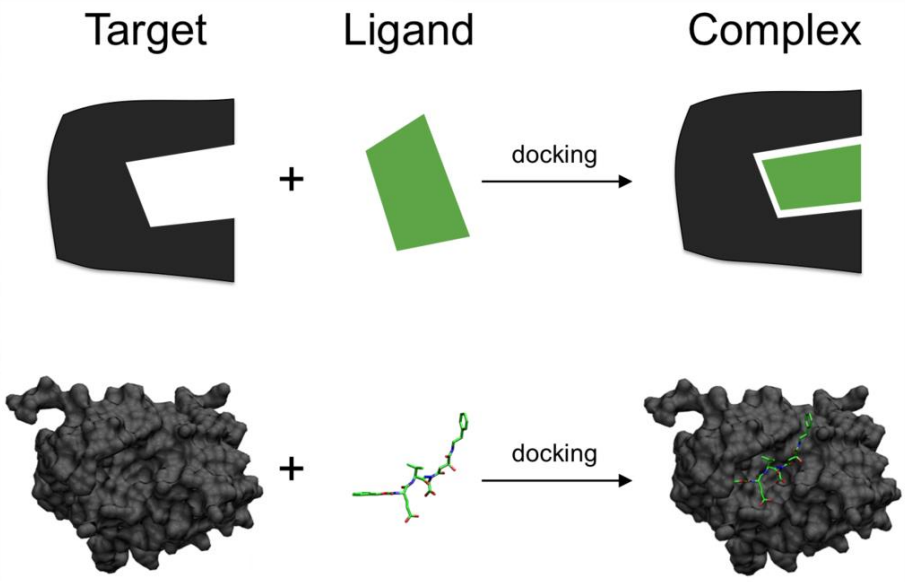 Target Ligand Complex
+ docking
+ docking